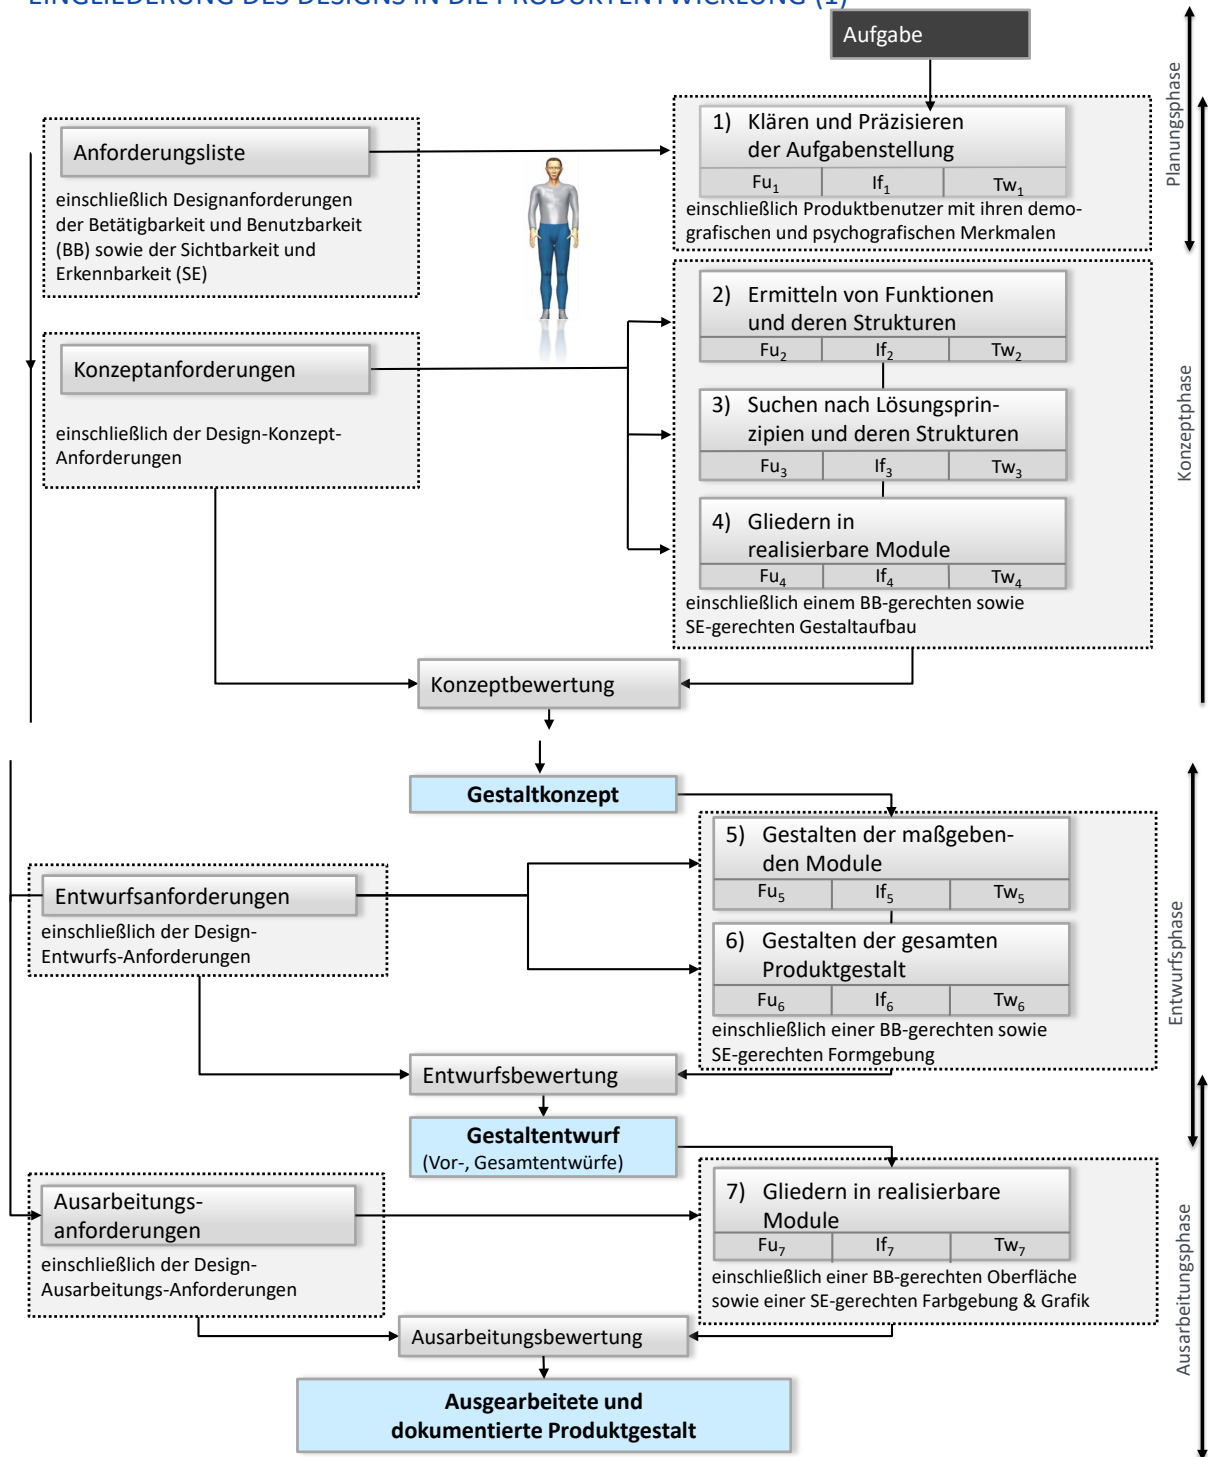 EINGLIEDERUNG DES DESIGNS IN DIE PRODUKTENTWICKLUNG (1)
Aufgabe
Planungsphase
Anforderungsliste
einschließlich Designanforderungen
der Betätigbarkeit und Benutzbarkeit
(BB) sowie der Sichtbarkeit und
Erkennbarkeit (SE)
1) Klären und Präzisieren
der Aufgabenstellung
Fu1 If1 Tw1
einschließlich Produktbenutzer mit ihren demo-
grafischen und psychografischen Merkmalen
Konzeptphase
Konzeptanforderungen
einschließlich der Design-Konzept-
Anforderungen
2) Ermitteln von Funktionen
und deren Strukturen
Fu2 If2 Tw2
3) Suchen nach Lösungsprin-
zipien und deren Strukturen
Fu3 If3 Tw3
4) Gliedern in
realisierbare Module
Fu4 If4 Tw4
einschließlich einem BB-gerechten sowie
SE-gerechten Gestaltaufbau
Konzeptbewertung
Gestaltkonzept
Entwurfsphase
Entwurfsanforderungen
einschließlich der Design-
Entwurfs-Anforderungen
5) Gestalten der maßgeben-
den Module
Fu5 If5 Tw5
6) Gestalten der gesamten
Produktgestalt
Fu6 If6 Tw6
einschließlich einer BB-gerechten sowie
SE-gerechten Formgebung
Entwurfsbewertung
Gestaltentwurf
(Vor-, Gesamtentwürfe)
Ausarbeitungsphase
Ausarbeitungs-
anforderungen
einschließlich der Design-
Ausarbeitungs-Anforderungen
7) Gliedern in realisierbare
Module
Fu7 If7 Tw7
einschließlich einer BB-gerechten Oberfläche
sowie einer SE-gerechten Farbgebung & Grafik
Ausarbeitungsbewertung
Ausgearbeitete und
dokumentierte Produktgestalt